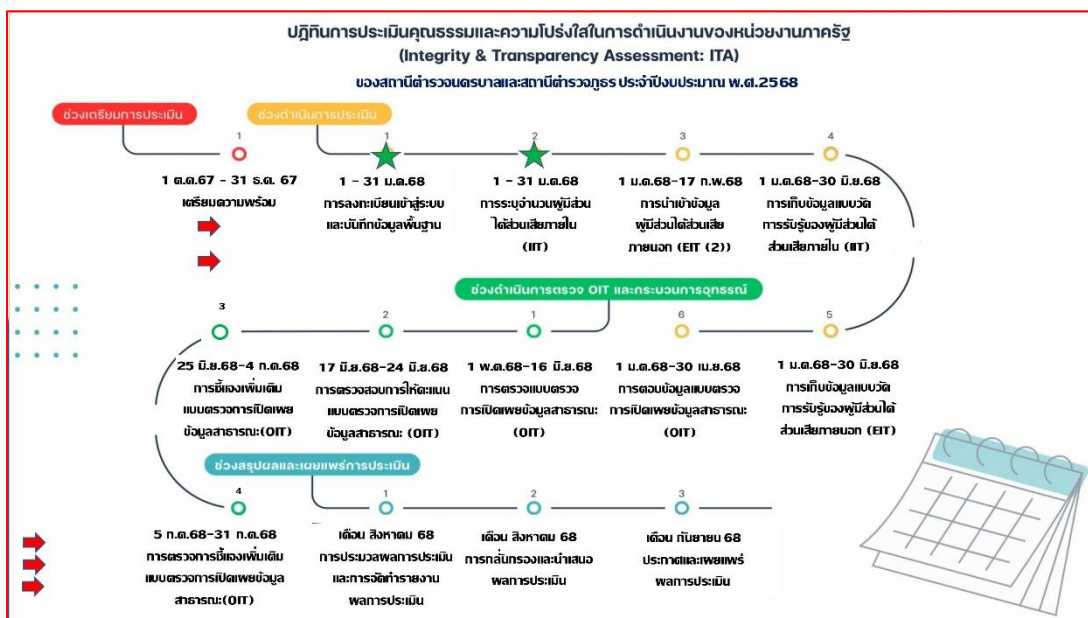 ปฏิทินการประเมินคุณธรรมและความโปร่งใสในการดำเนินงานของหน่วยงานภาครัฐ
(Integrity & Transparency Assessment: ITA)
ของสถานีตำรวจนครบาลและสถานีตำรวจภูธร ประจำปีงบประมาณ พ.ศ.2568
ช่วงเตรียมการประเมิน
ช่วงดำเนินการประเมิน
1
1 ต.ค.67 - 31 ธ.ค. 67
เตรียมความพร้อม
1
1 - 31 ม.ค.68
การลงทะเบียนเข้าสู่ระบบ
และบันทึกข้อมูลพื้นฐาน
2
1 - 31 ม.ค.68
การระบุจำนวนผู้มีส่วน
ได้ส่วนเสียภายใน
(IIT)
3
1 ม.ค.68-17 ก.พ.68
การนำเข้าข้อมูล
ผู้มีส่วนได้ส่วนเสีย
ภายนอก (EIT (2))
4
1 ม.ค.68-30 มิ.ย.68
การเก็บข้อมูลแบบวัด
การรับรู้ของผู้มีส่วนได้
ส่วนเสียภายใน (IIT)
ช่วงดำเนินการตรวจ OIT และกระบวนการอุทธรณ์
3
25 มิ.ย.68-4 ก.ค.68
การชี้แจงเพิ่มเติม
แบบตรวจการเปิดเผย
ข้อมูลสาธารณะ(OIT)
2
17 มิ.ย.68-24 มิ.ย.68
การตรวจสอบการให้คะแนน
แบบตรวจการเปิดเผย
ข้อมูลสาธารณะ (OIT)
1
1 พ.ค.68-16 มิ.ย.68
การตรวจแบบตรวจ
การเปิดเผยข้อมูลสาธารณะ
(OIT)
6
1 ม.ค.68-30 เม.ย.68
การตอบข้อมูลแบบตรวจ
การเปิดเผยข้อมูลสาธารณะ
(OIT)
5
1 ม.ค.68-30 มิ.ย.68
การเก็บข้อมูลแบบวัด
การรับรู้ของผู้มีส่วนได้
ส่วนเสียภายนอก (EIT)
ช่วงสรุปผลและเผยแพร่การประเมิน
4
5 ก.ค.68-31 ก.ค.68
การตรวจการชี้แจงเพิ่มเติม
แบบตรวจการเปิดเผยข้อมูล
สาธารณะ(OIT)
1
เดือน สิงหาคม 68
การประมวลผลการประเมิน
และการจัดทำรายงาน
ผลการประเมิน
2
เดือน สิงหาคม 68
การกลั่นกรองและนำเสนอ
ผลการประเมิน
3
เดือน กันยายน 68
ประกาศและเผยแพร่
ผลการประเมิน